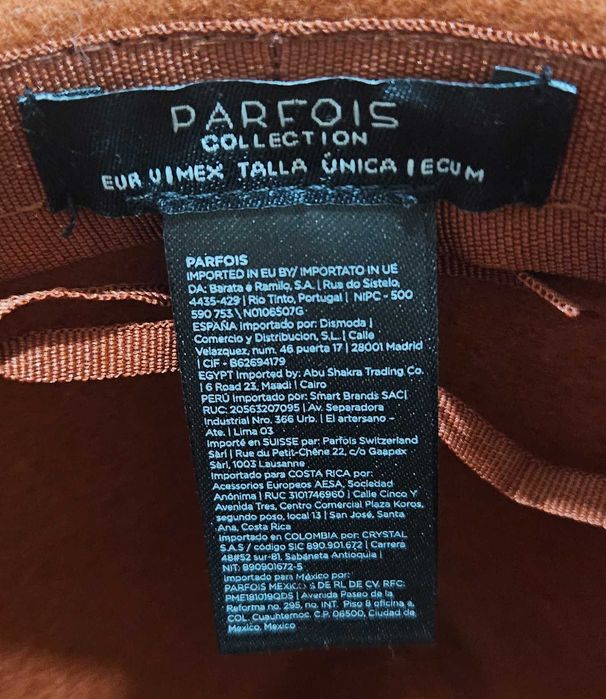 PARFOIS
COLLECTION
EUR U | MEX TALLA ÚNICA | ECU M
PARFOIS
IMPORTED IN EU BY/ IMPORTATO IN UE
DA: Barata e Ramilo, S.A. | Rua do Sistelo,
4435-429 | Rio Tinto, Portugal | NIPC - 500
590 753 \ N0106507G
ESPAÑA Importado por: Dismoda |
Comercio y Distribucion, S.L. | Calle
Velazquez, num. 46 puerta 17 | 28001 Madrid
| CIF - B62694179
EGYPT Imported by: Abu Shakra Trading Co.
| 6 Road 23, Maadi | Cairo
PERÚ Importado por: Smart Brands SAC|
RUC: 20563207095 | Av. Separadora
Industrial Nro. 366 Urb. | El artersano -
Ate. | Lima 03
Importé en SUISSE par: Parfois Switzerland
Sàrl | Rue du Petit-Chêne 22, c/o Gaapex
Sàrl, 1003 Lausanne
Importado para COSTA RICA por:
Acessorios Europeos AESA, Sociedad
Anónima | RUC 3101746960 | Calle Cinco Y
Avenida Tres, Centro Comercial Plaza Koros,
segundo poso, local 13 | San José, Santa
Ana, Costa Rica
Importado en COLOMBIA por: CRYSTAL
S.A.S / código SIC 890.901.672 | Carrera
48#52 sur-81, Sabaneta Antioquia |
NIT: 890901672-5
Importado para México por:
PARFOIS MEXICO S DE RL DE CV. RFC:
PME181019QD5 | Avenida Paseo de la
Reforma no. 295, no. INT. Piso 8 oficina a,
COL. Cuauhtemoc. C.P. 06500, Ciudad de
Mexico, Mexico